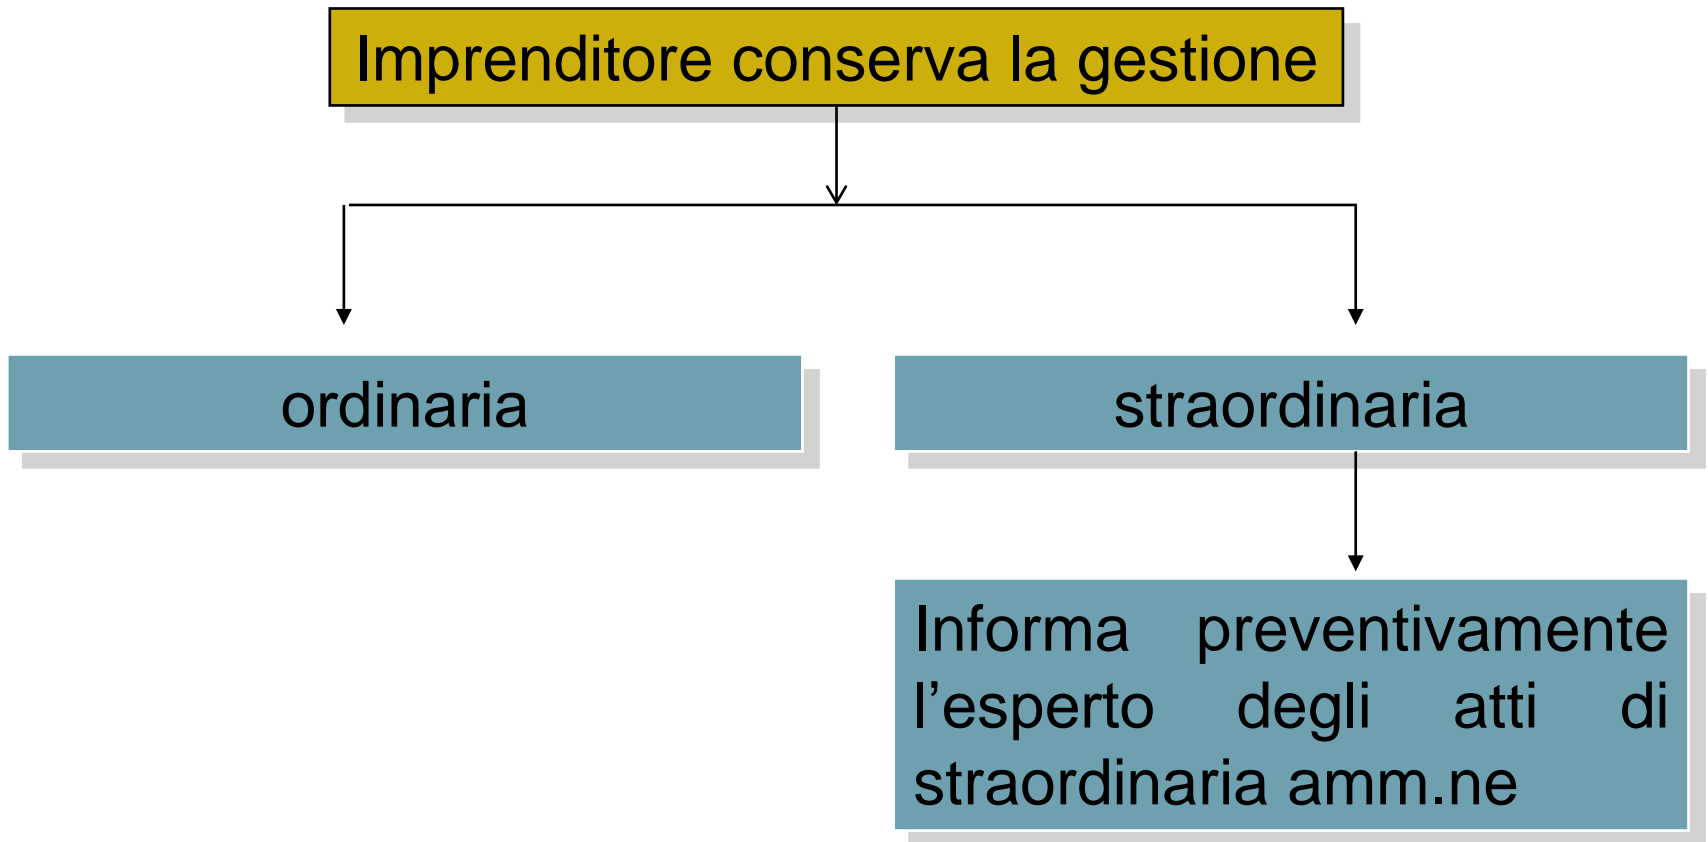 Imprenditore conserva la gestione
ordinaria
straordinaria
Informa preventivamente
l’esperto degli atti di
straordinaria amm.ne